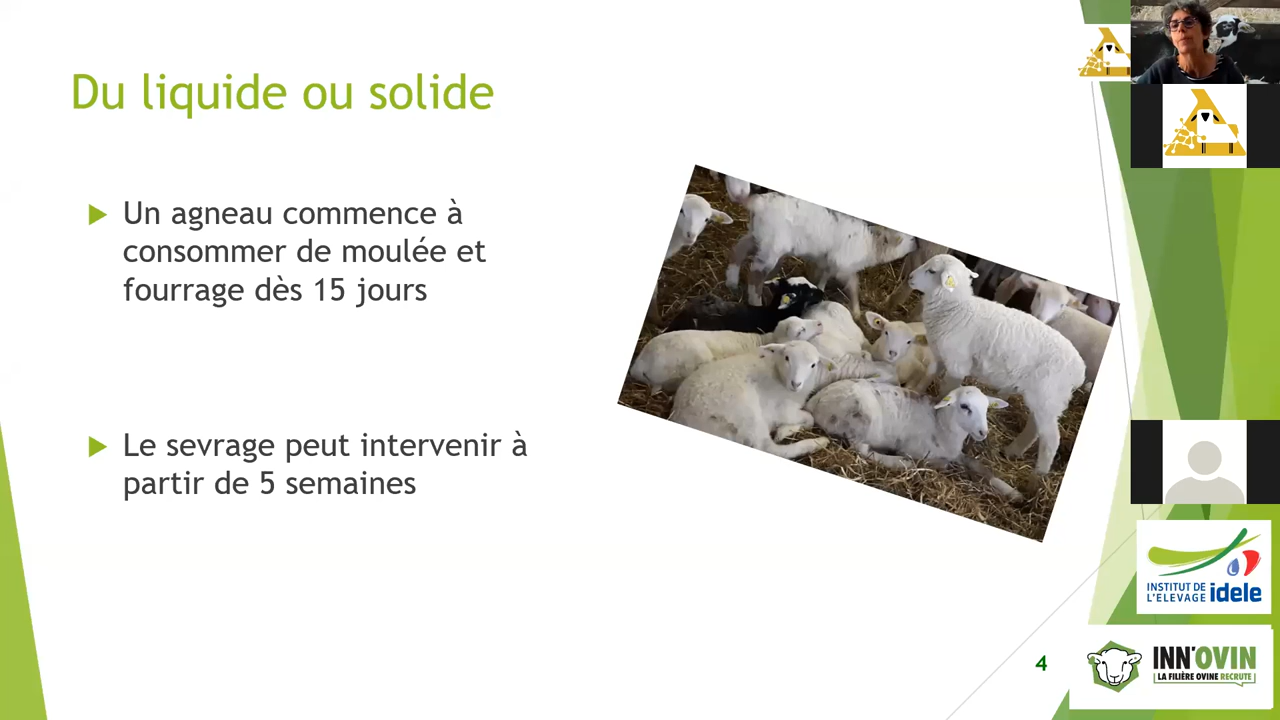 Du liquide ou solide
Un agneau commence à
consommer de moulée et
fourrage dès 15 jours
Le sevrage peut intervenir à
partir de 5 semaines
INSTITUT DE
L'ELEVAGE idele
4
INN'OVIN
LA FILIÈRE OVINE RECRUTE